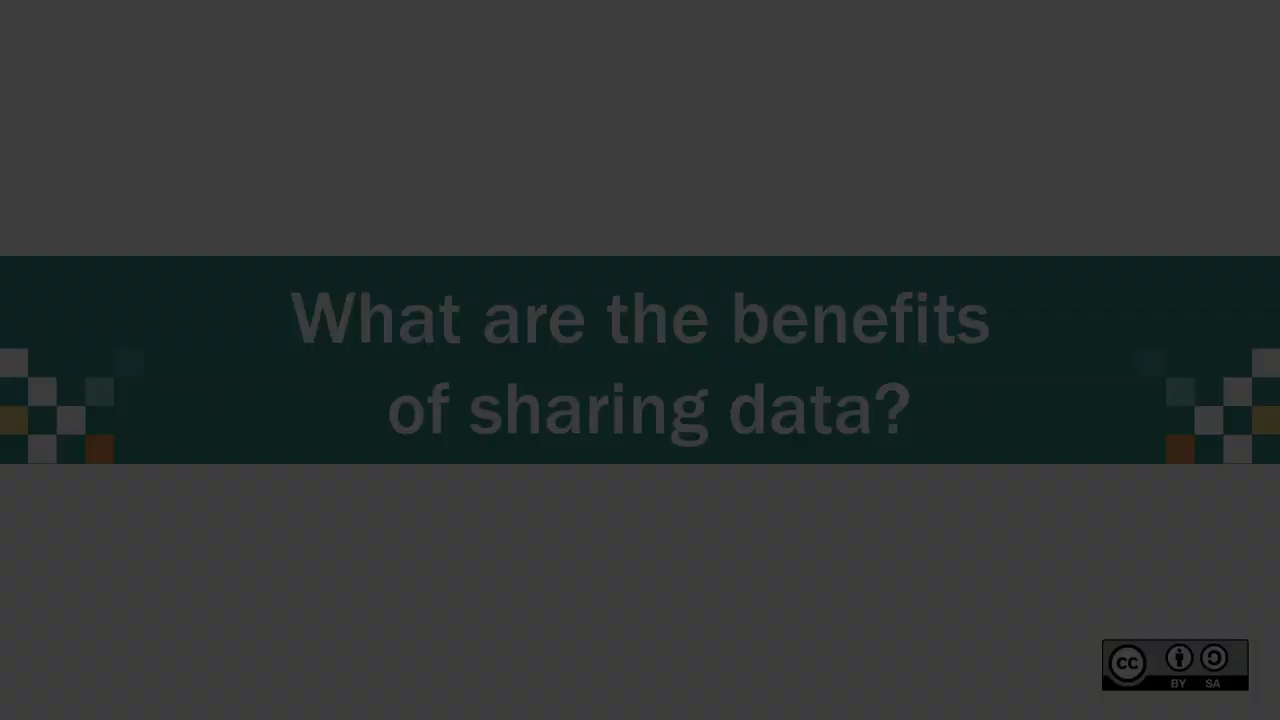 What are the benefits
of sharing data?
cc
BY SA